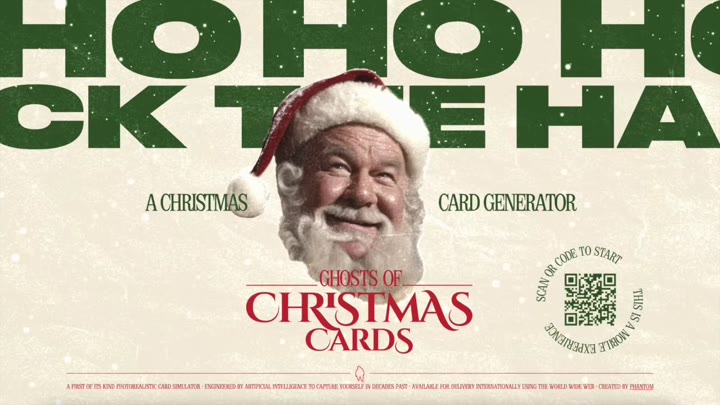 HO HO HO
CK THE HA
A CHRISTMAS CARD GENERATOR
GHOSTS OF
CHRISTMAS
CARDS
SCAN QR CODE TO START
THIS IS A MOBILE EXPERIENCE
A FIRST OF ITS KIND PHOTOREALISTIC CARD SIMULATOR · ENGINEERED BY ARTIFICIAL INTELLIGENCE TO CAPTURE YOURSELF IN DECADES PAST · AVAILABLE FOR DELIVERY INTERNATIONALLY USING THE WORLD WIDE WEB · CREATED BY PHANTOM